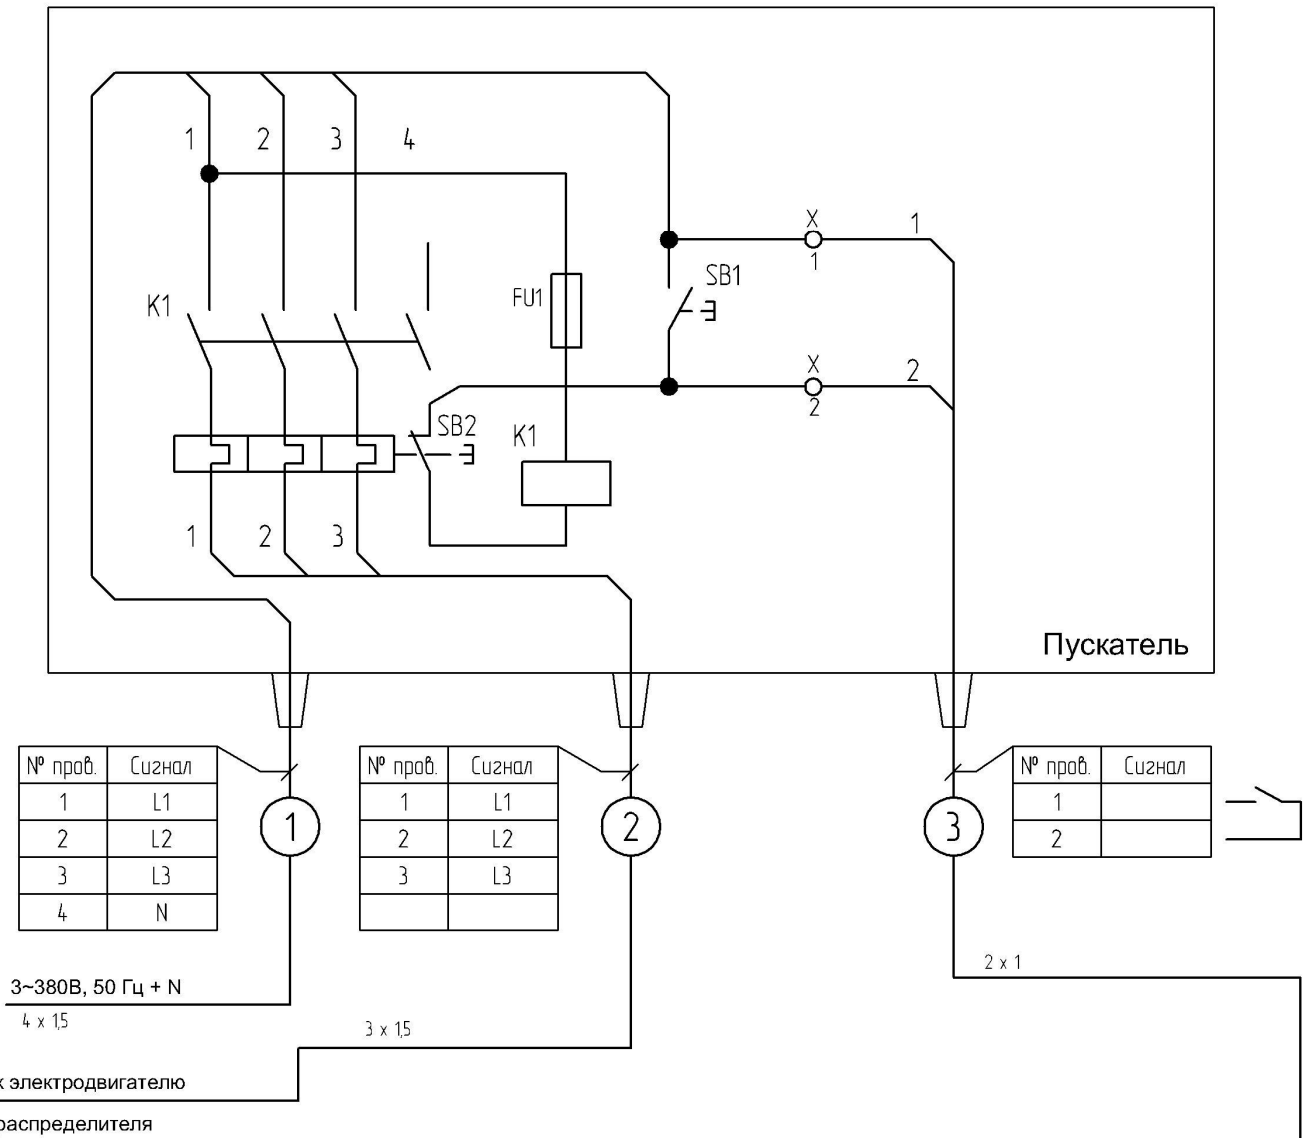 1 2 3 4
X
1
1
SB1
K1
FU1
X
2
2
SB2
K1
1 2 3
Пускатель
№ пров. Сигнал
1 L1
2 L2
3 L3
4 N
1
№ пров. Сигнал
1 L1
2 L2
3 L3
2
3
№ пров. Сигнал
1
2
3~380В, 50 Гц + N
4 x 1,5
3 x 1,5
2 x 1
к электродвигателю
распределителя